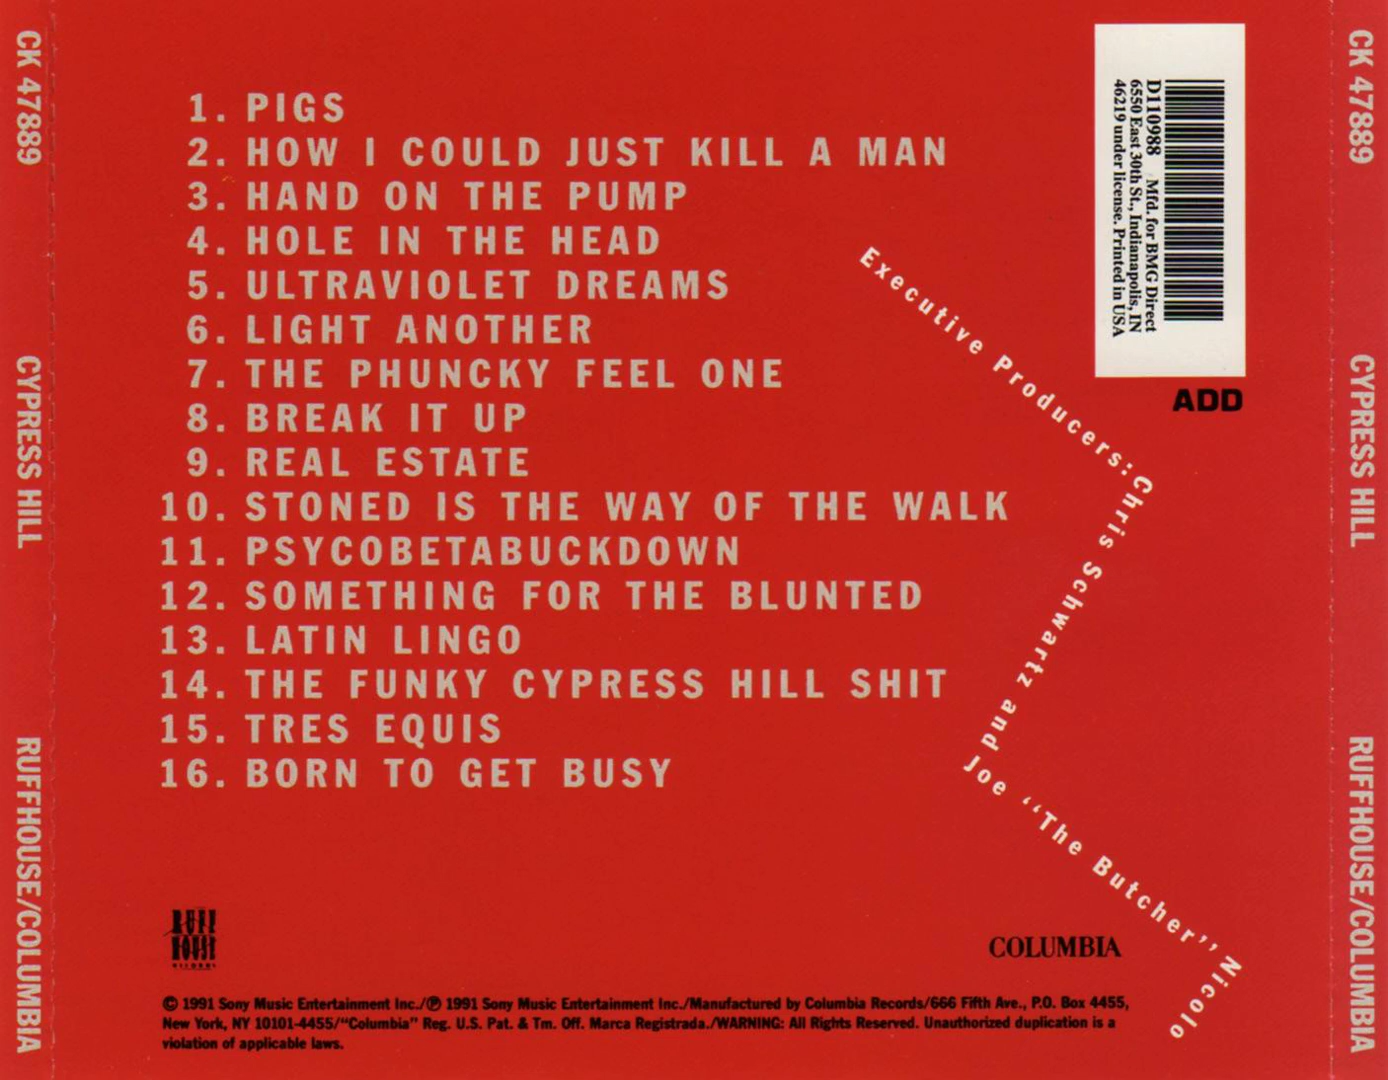 CK 47889
CYPRESS HILL
RUFFHOUSE/COLUMBIA
1. PIGS
2. HOW I COULD JUST KILL A MAN
3. HAND ON THE PUMP
4. HOLE IN THE HEAD
5. ULTRAVIOLET DREAMS
6. LIGHT ANOTHER
7. THE PHUNCKY FEEL ONE
8. BREAK IT UP
9. REAL ESTATE
10. STONED IS THE WAY OF THE WALK
11. PSYCOBETABUCKDOWN
12. SOMETHING FOR THE BLUNTED
13. LATIN LINGO
14. THE FUNKY CYPRESS HILL SHIT
15. TRES EQUIS
16. BORN TO GET BUSY
Executive Producers: Chris Schwartz and Joe “The Butcher” Nicolo
D110988 Mfd. for BMG Direct
6550 East 30th St., Indianapolis, IN
46219 under license. Printed in USA
ADD
RUFF
HOUSE
RECORDS
COLUMBIA
© 1991 Sony Music Entertainment Inc./℗ 1991 Sony Music Entertainment Inc./Manufactured by Columbia Records/666 Fifth Ave., P.O. Box 4455,
New York, NY 10101-4455/“Columbia” Reg. U.S. Pat. & Tm. Off. Marca Registrada./WARNING: All Rights Reserved. Unauthorized duplication is a
violation of applicable laws.
CK 47889
CYPRESS HILL
RUFFHOUSE/COLUMBIA